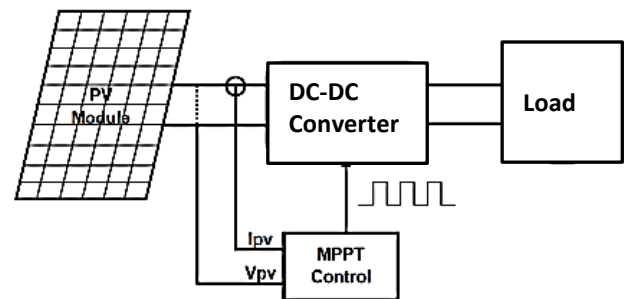 PV
Module
DC-DC
Converter
Load
Ipv
Vpv
MPPT
Control